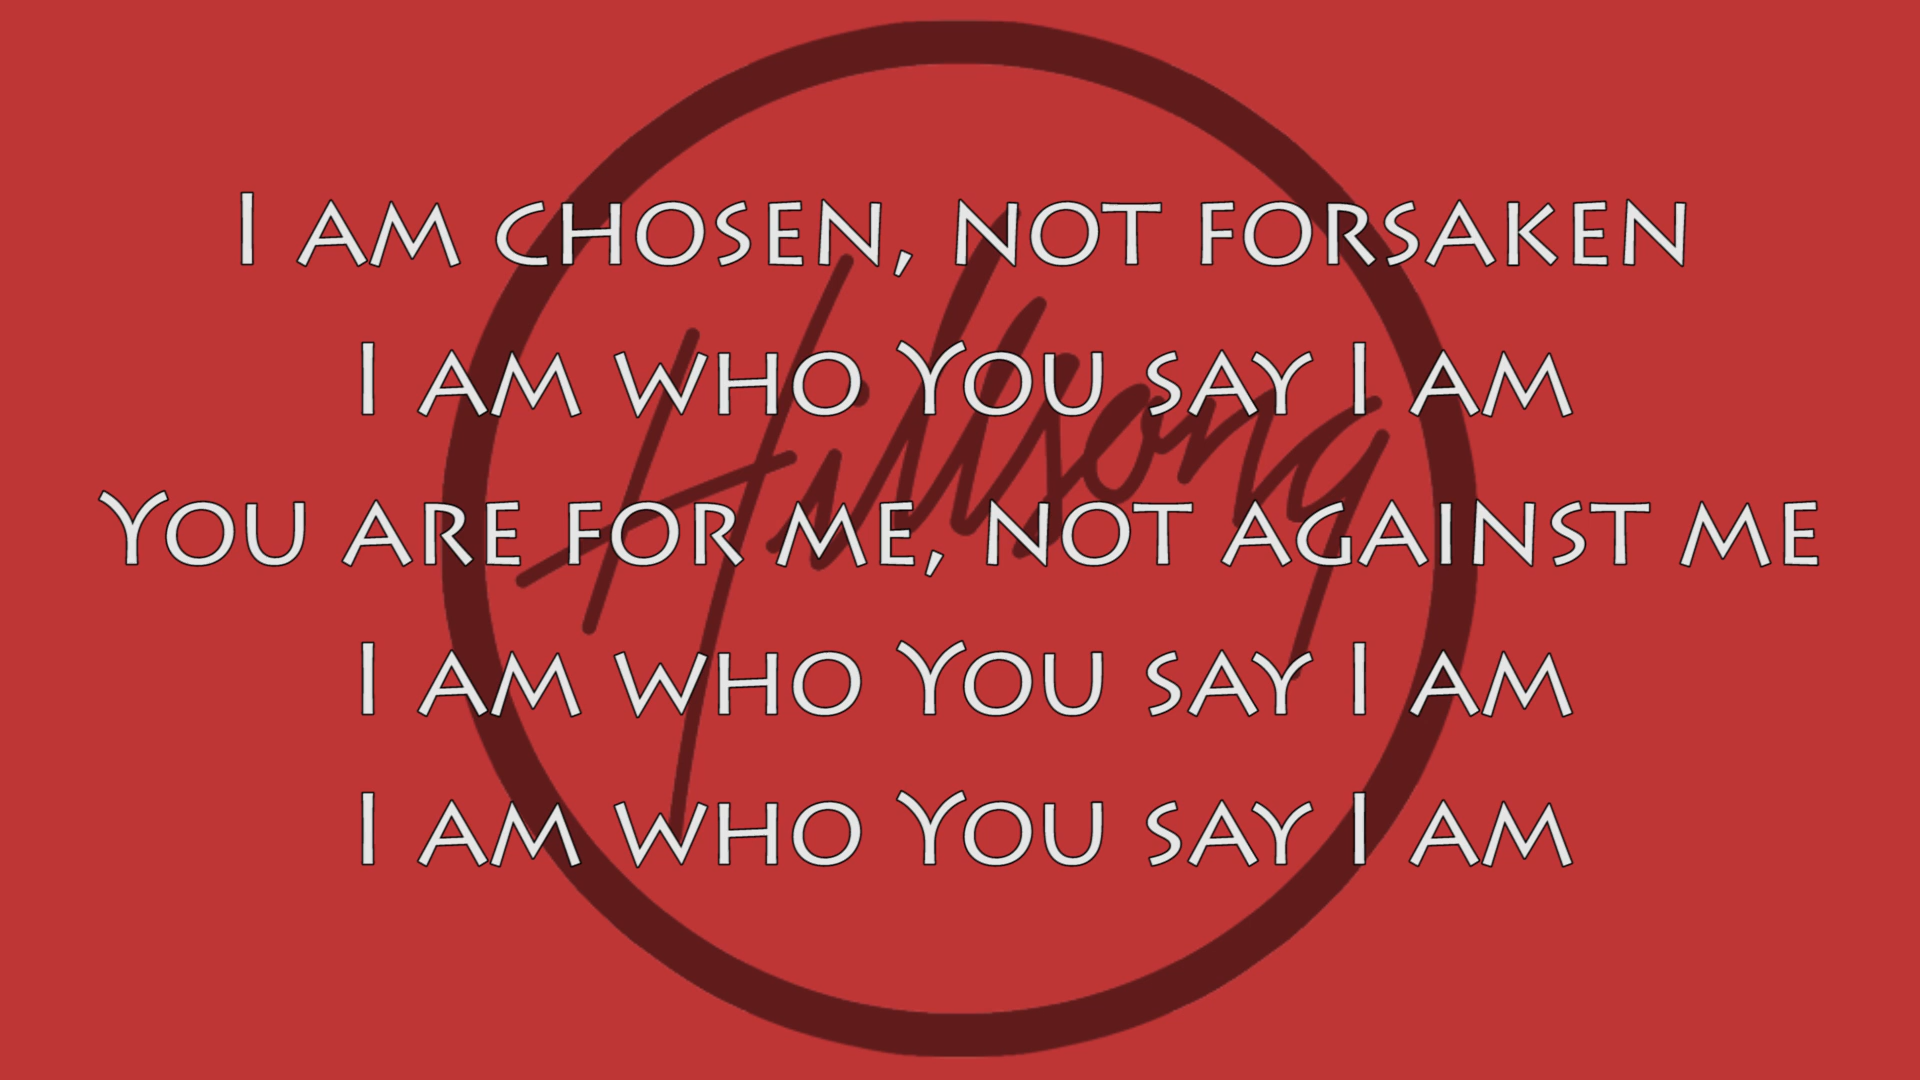 I am chosen, not forsaken
I am who You say I am
You are for me, not against me
I am who You say I am
I am who You say I am
Hillsong